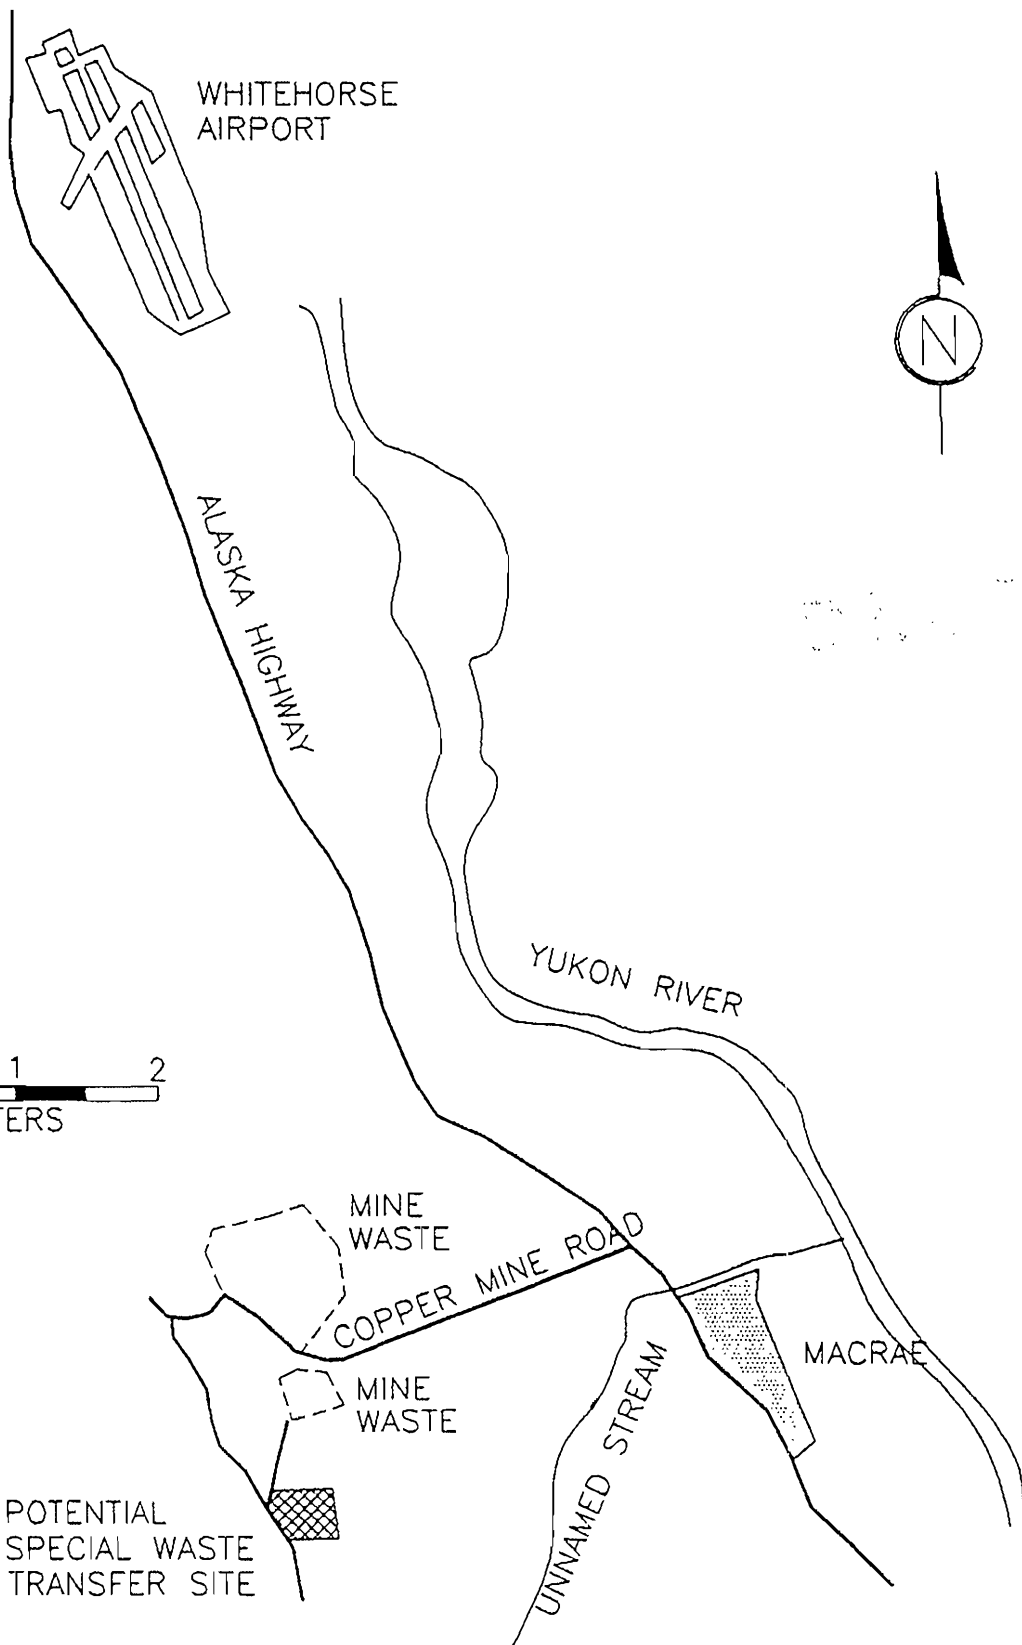 WHITEHORSE
AIRPORT
N
ALASKA HIGHWAY
YUKON RIVER
1 2
TERS
MINE
WASTE
COPPER MINE ROAD
MACRAE
MINE
WASTE
UNNAMED STREAM
POTENTIAL
SPECIAL WASTE
TRANSFER SITE